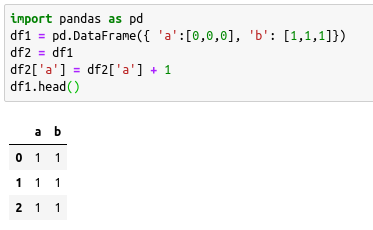 import pandas as pd
df1 = pd.DataFrame({ 'a':[0,0,0], 'b': [1,1,1]})
df2 = df1
df2['a'] = df2['a'] + 1
df1.head()
a b
0 1 1
1 1 1
2 1 1